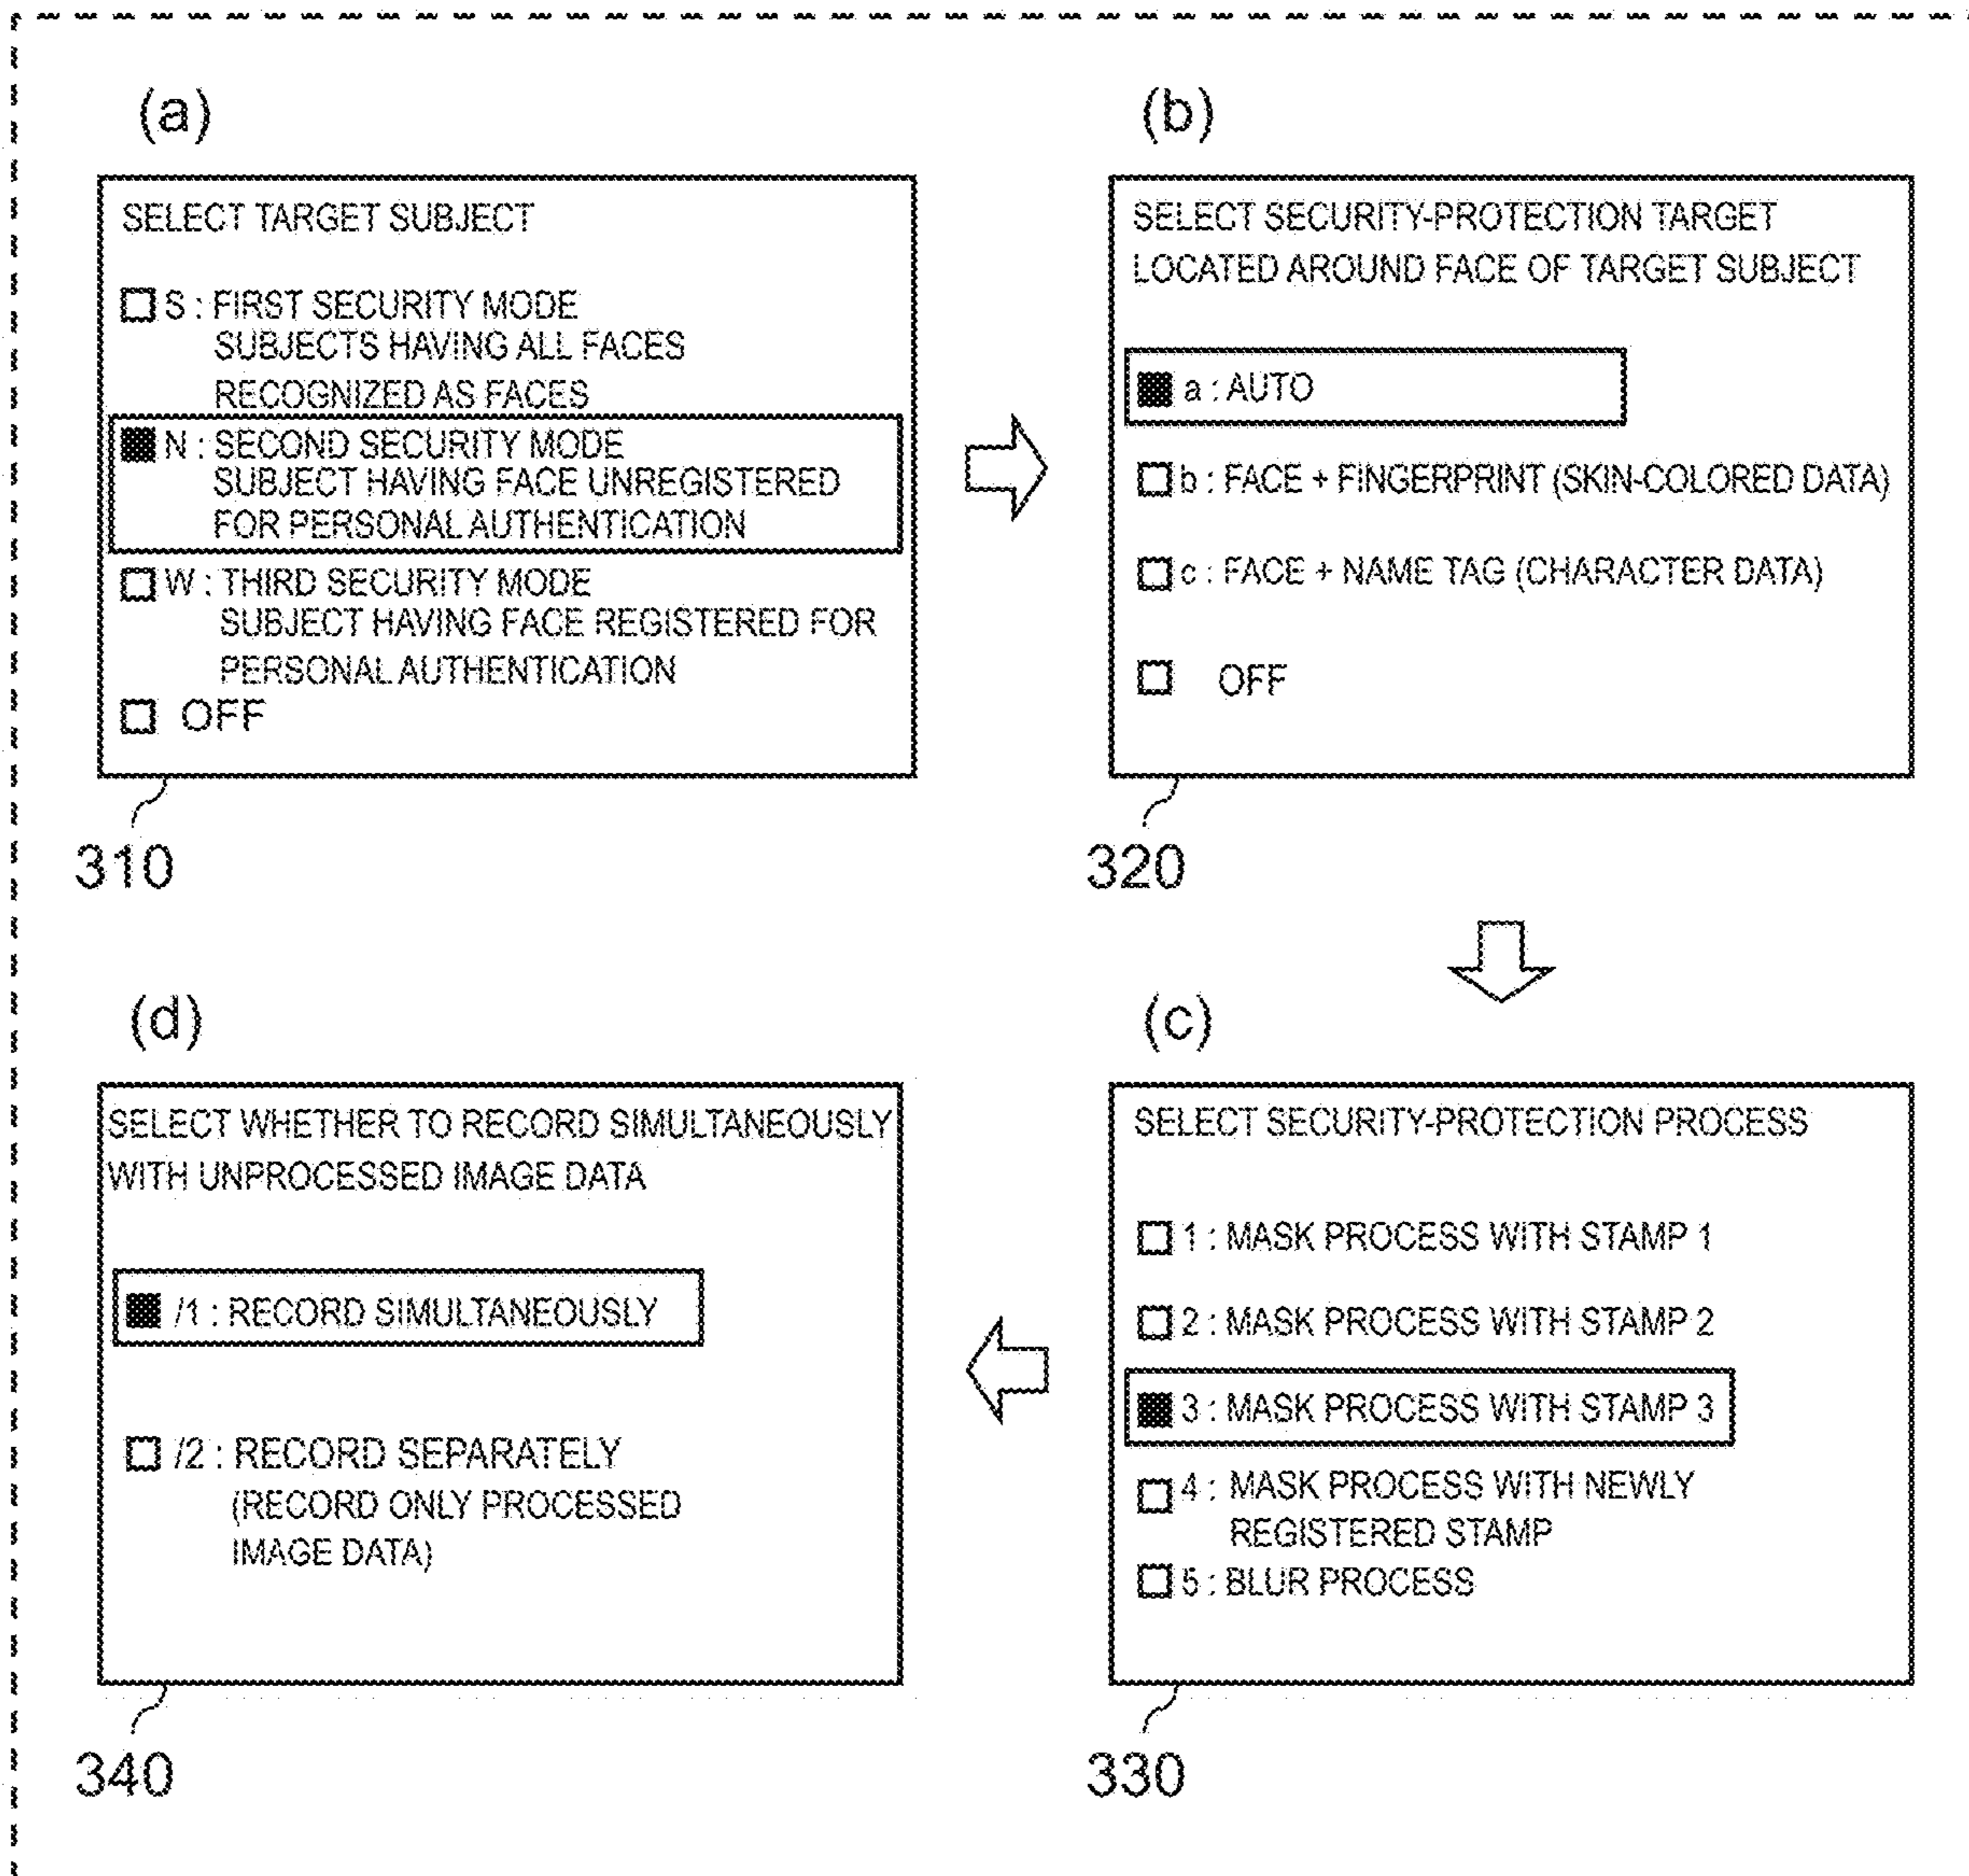 (a)
SELECT TARGET SUBJECT
S : FIRST SECURITY MODE
SUBJECTS HAVING ALL FACES
RECOGNIZED AS FACES
N : SECOND SECURITY MODE
SUBJECT HAVING FACE UNREGISTERED
FOR PERSONAL AUTHENTICATION
W : THIRD SECURITY MODE
SUBJECT HAVING FACE REGISTERED FOR
PERSONAL AUTHENTICATION
OFF
310
(b)
SELECT SECURITY-PROTECTION TARGET
LOCATED AROUND FACE OF TARGET SUBJECT
a : AUTO
b : FACE + FINGERPRINT (SKIN-COLORED DATA)
c : FACE + NAME TAG (CHARACTER DATA)
OFF
320
(c)
SELECT SECURITY-PROTECTION PROCESS
1 : MASK PROCESS WITH STAMP 1
2 : MASK PROCESS WITH STAMP 2
3 : MASK PROCESS WITH STAMP 3
4 : MASK PROCESS WITH NEWLY
REGISTERED STAMP
5 : BLUR PROCESS
330
(d)
SELECT WHETHER TO RECORD SIMULTANEOUSLY
WITH UNPROCESSED IMAGE DATA
/1 : RECORD SIMULTANEOUSLY
/2 : RECORD SEPARATELY
(RECORD ONLY PROCESSED
IMAGE DATA)
340